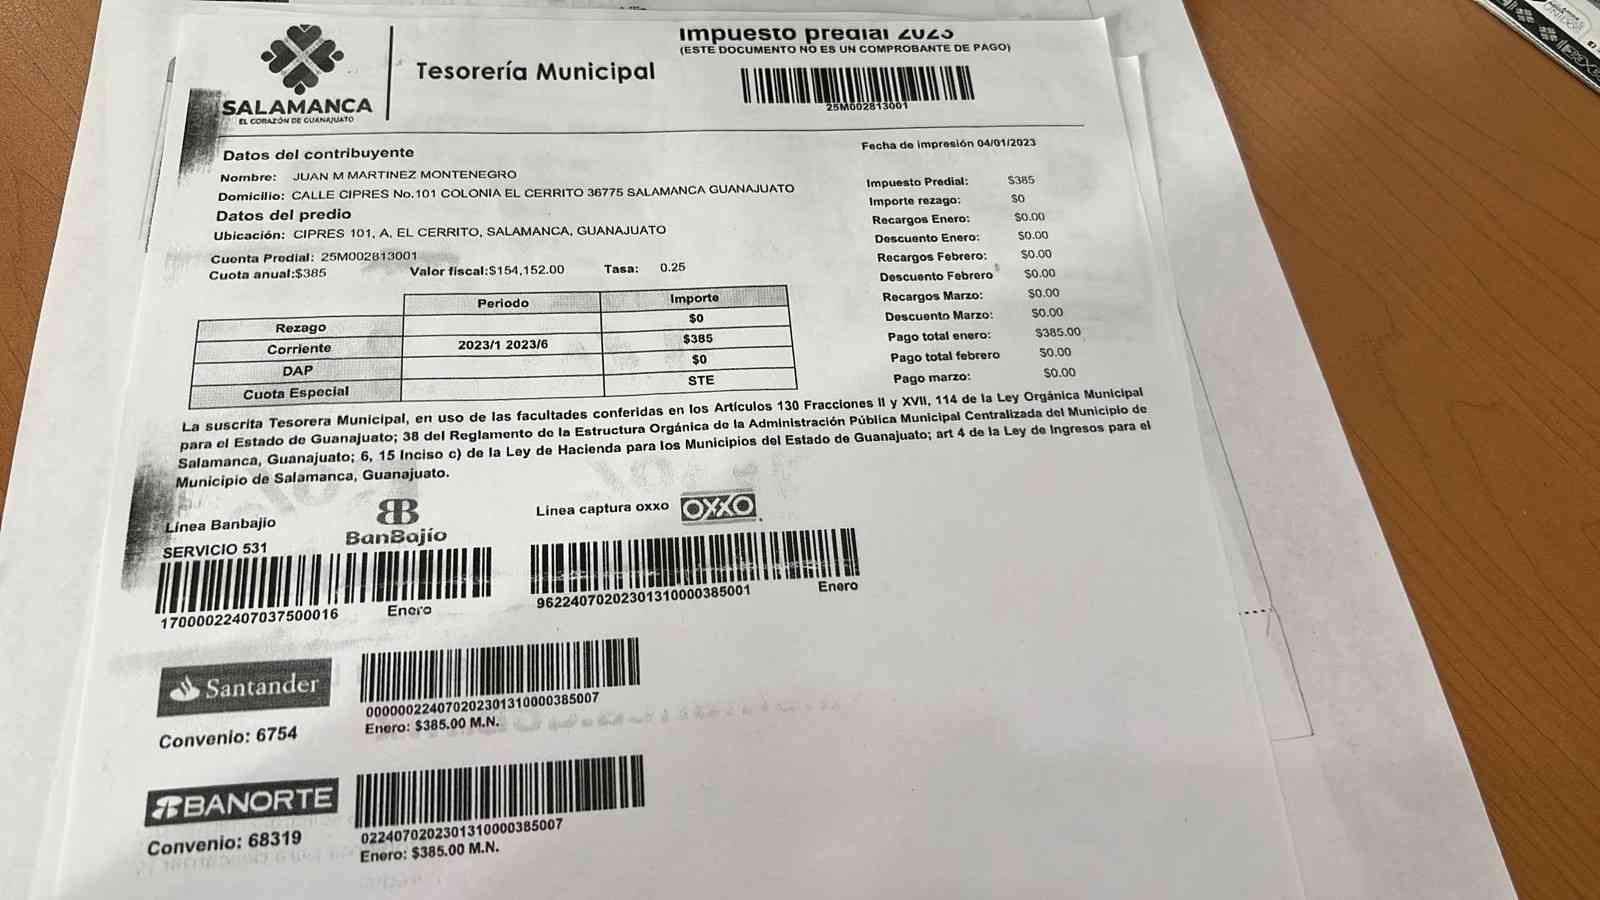 Impuesto predial 2023
(ESTE DOCUMENTO NO ES UN COMPROBANTE DE PAGO)
SALAMANCA
EL CORAZÓN DE GUANAJUATO
Tesorería Municipal
25M002813001
Fecha de impresión 04/01/2023
Datos del contribuyente
Nombre: JUAN M MARTINEZ MONTENEGRO
Domicilio: CALLE CIPRES No.101 COLONIA EL CERRITO 36775 SALAMANCA GUANAJUATO
Datos del predio
Ubicación: CIPRES 101, A, EL CERRITO, SALAMANCA, GUANAJUATO
Cuenta Predial: 25M002813001
Cuota anual:$385 Valor fiscal:$154,152.00 Tasa: 0.25
Periodo Importe
Rezago $0
Corriente 2023/1 2023/6 $385
DAP $0
Cuota Especial STE
Impuesto Predial: $385
Importe rezago: $0
Recargos Enero: $0.00
Descuento Enero: $0.00
Recargos Febrero: $0.00
Descuento Febrero $0.00
Recargos Marzo: $0.00
Descuento Marzo: $0.00
Pago total enero: $385.00
Pago total febrero $0.00
Pago marzo: $0.00
La suscrita Tesorera Municipal, en uso de las facultades conferidas en los Artículos 130 Fracciones II y XVII, 114 de la Ley Orgánica Municipal
para el Estado de Guanajuato; 38 del Reglamento de la Estructura Orgánica de la Administración Pública Municipal Centralizada del Municipio de
Salamanca, Guanajuato; 6, 15 Inciso c) de la Ley de Hacienda para los Municipios del Estado de Guanajuato; art 4 de la Ley de Ingresos para el
Municipio de Salamanca, Guanajuato.
Línea Banbajio
BanBajío
SERVICIO 531
17000022407037500016 Enero
Linea captura oxxo OXXO
96224070202301310000385001 Enero
Santander
Convenio: 6754
0000002240702023013100003850​07
Enero: $385.00 M.N.
BANORTE
Convenio: 68319
02240702023013100003850​07
Enero: $385.00 M.N.